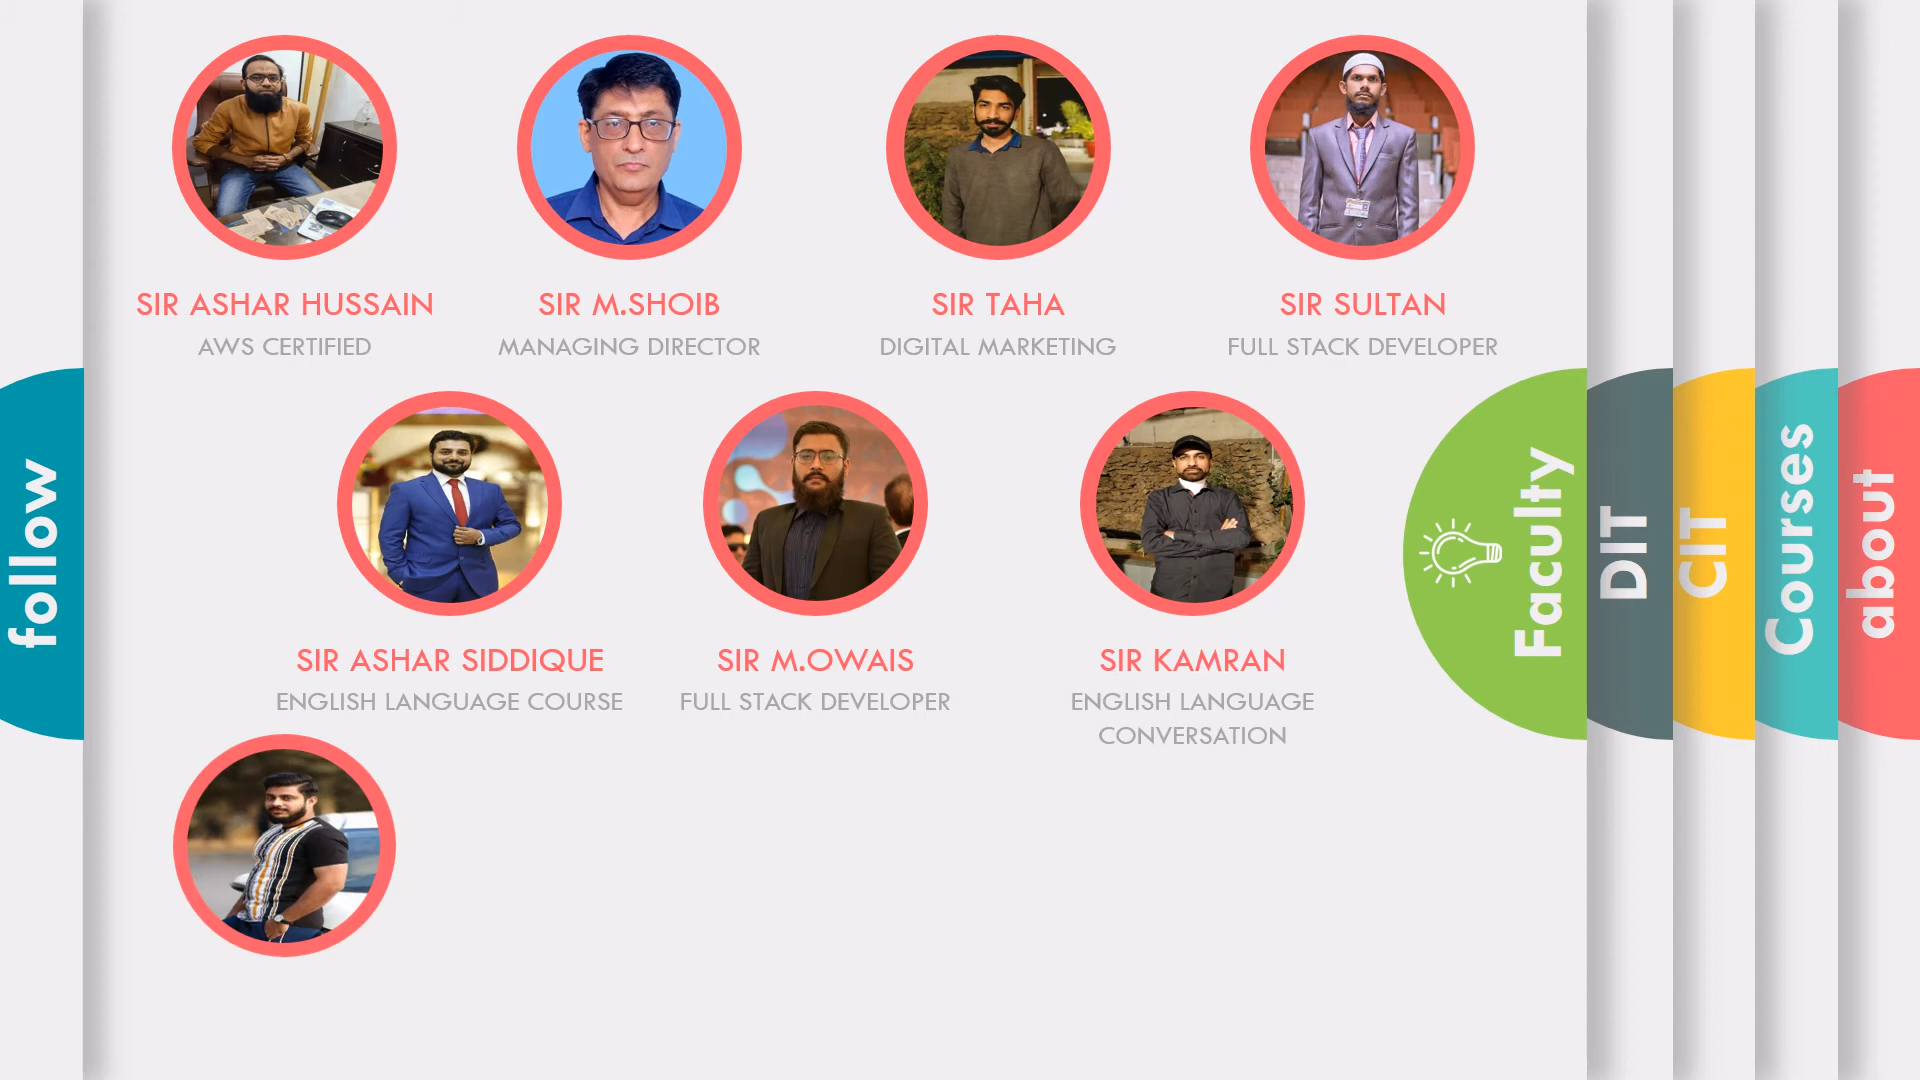 SIR ASHAR HUSSAIN
AWS CERTIFIED
SIR M.SHOIB
MANAGING DIRECTOR
SIR TAHA
DIGITAL MARKETING
SIR SULTAN
FULL STACK DEVELOPER
SIR ASHAR SIDDIQUE
ENGLISH LANGUAGE COURSE
SIR M.OWAIS
FULL STACK DEVELOPER
SIR KAMRAN
ENGLISH LANGUAGE
CONVERSATION
follow
Faculty
DIT
CIT
Courses
about